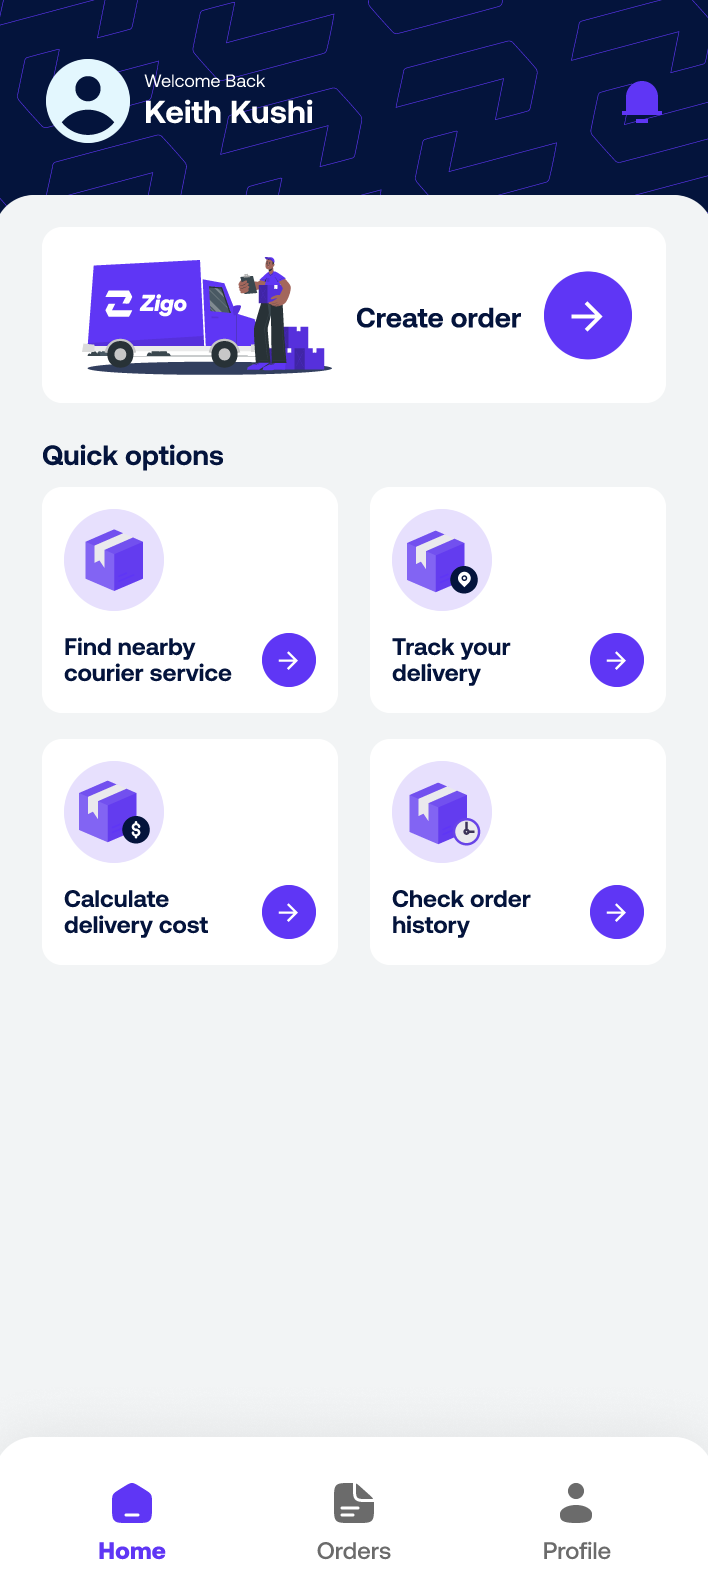 Welcome Back
Keith Kushi
Zigo
Create order
Quick options
Find nearby
courier service
Track your
delivery
$
Calculate
delivery cost
Check order
history
Home
Orders
Profile